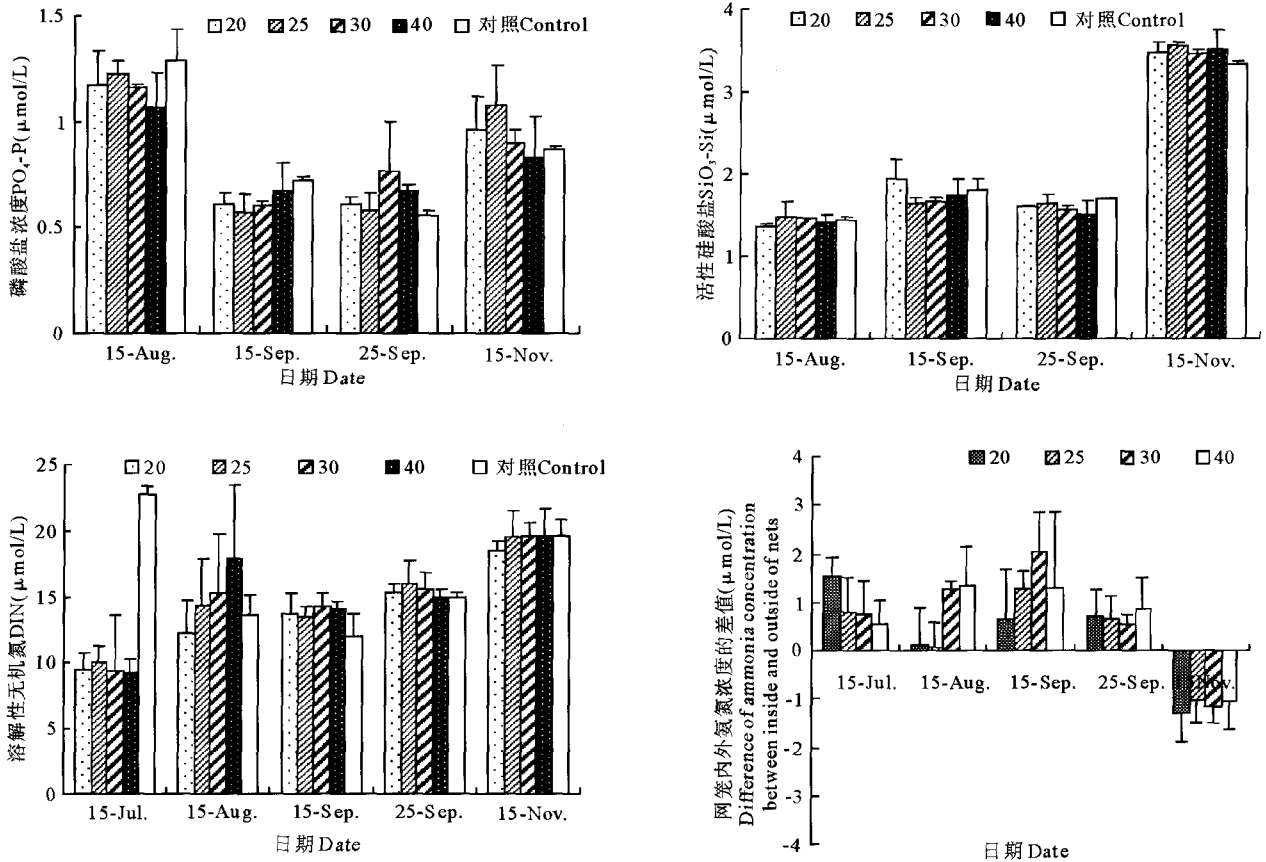 1.5
1
0.5
0
20 25 30 40 对照Control
磷酸盐浓度PO₄-P(μmol/L)
15-Aug. 15-Sep. 25-Sep. 15-Nov.
日期Date
4
3
2
1
0
20 25 30 40 对照Control
活性硅酸盐SiO₃-Si(μmol/L)
15-Aug. 15-Sep. 25-Sep. 15-Nov.
日期Date
25
20
15
10
5
0
20 25 30 40 对照Control
溶解性无机氮DIN(μmol/L)
15-Jul. 15-Aug. 15-Sep. 25-Sep. 15-Nov.
日期Date
4
3
2
1
0
-1
-2
-3
-4
20 25 30 40
网笼内外氨氮浓度的差值(μmol/L)
Difference of ammonia concentration
between inside and outside of nets
15-Jul. 15-Aug. 15-Sep. 25-Sep. Nov.
日期Date